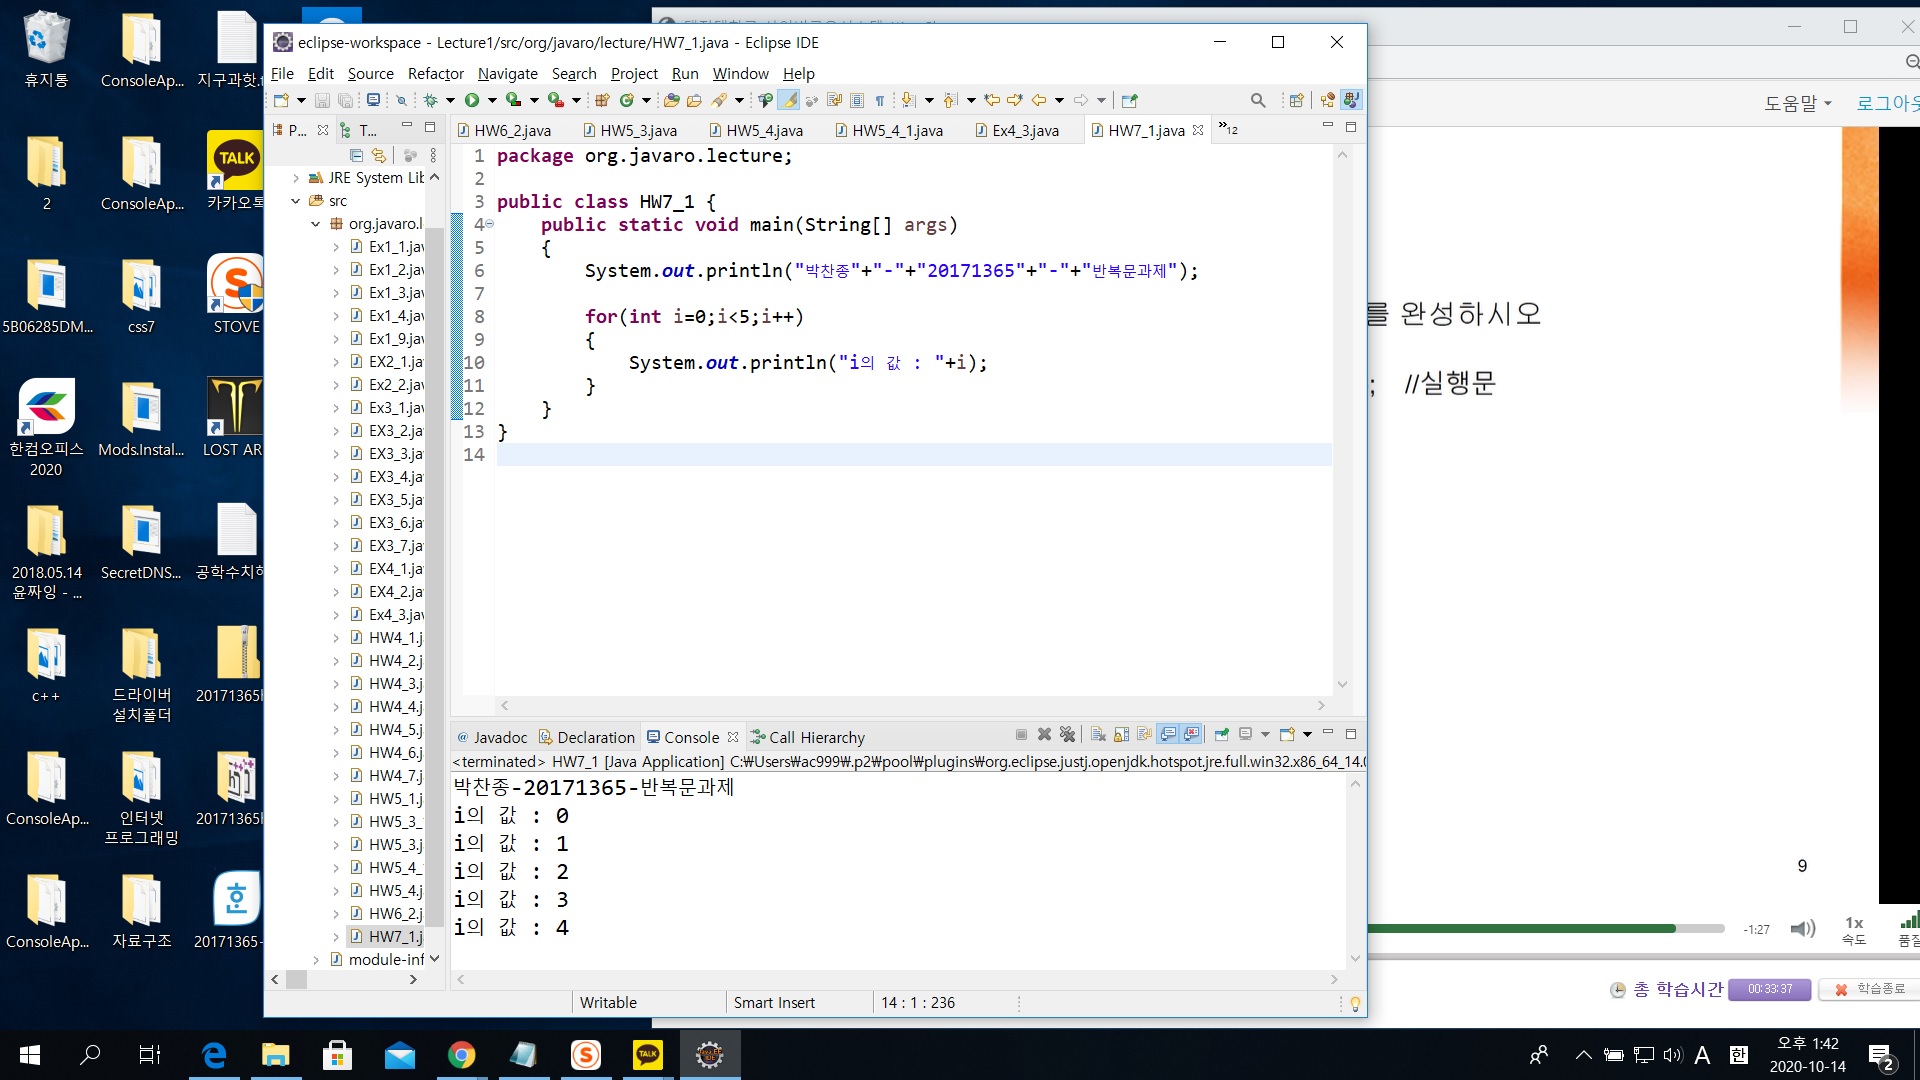 휴지통
ConsoleAp...
지구과핫.t
2
ConsoleAp...
카카오톡
5B06285DM...
css7
STOVE
한컴오피스
2020
Mods.Instal...
LOST AR
2018.05.14
윤짜잉 - ...
SecretDNS...
공학수치하
c++
드라이버
설치폴더
20171365
ConsoleAp...
인터넷
프로그래밍
20171365
ConsoleAp...
자료구조
20171365-
eclipse-workspace - Lecture1/src/org/javaro/lecture/HW7_1.java - Eclipse IDE
File Edit Source Refactor Navigate Search Project Run Window Help
P... T...
HW6_2.java HW5_3.java HW5_4.java HW5_4_1.java Ex4_3.java HW7_1.java »12
JRE System Lib
src
org.javaro.l
Ex1_1.jav
Ex1_2.jav
Ex1_3.jav
Ex1_4.jav
Ex1_9.jav
EX2_1.jav
Ex2_2.jav
Ex3_1.jav
EX3_2.jav
EX3_3.jav
EX3_4.jav
EX3_5.jav
EX3_6.jav
EX3_7.jav
EX4_1.jav
EX4_2.jav
Ex4_3.jav
HW4_1.j
HW4_2.j
HW4_3.j
HW4_4.j
HW4_5.j
HW4_6.j
HW4_7.j
HW5_1.j
HW5_3_
HW5_3.j
HW5_4_
HW5_4.j
HW6_2.j
HW7_1.j
module-inf
1 package org.javaro.lecture;
2
3 public class HW7_1 {
4 public static void main(String[] args)
5 {
6 System.out.println("박찬종"+"-"+"20171365"+"-"+"반복문과제");
7
8 for(int i=0;i<5;i++)
9 {
10 System.out.println("i의 값 : "+i);
11 }
12 }
13 }
14
@ Javadoc Declaration Console Call Hierarchy
<terminated> HW7_1 [Java Application] C:₩Users₩ac999₩.p2₩pool₩plugins₩org.eclipse.justj.openjdk.hotspot.jre.full.win32.x86_64_14.0
박찬종-20171365-반복문과제
i의 값 : 0
i의 값 : 1
i의 값 : 2
i의 값 : 3
i의 값 : 4
Writable Smart Insert 14 : 1 : 236
도움말 로그아웃
를 완성하시오
; //실행문
9
-1:27 1x
속도 품질
총 학습시간 00:33:37 학습종료
TALK
A 한 오후 1:42
2020-10-14
2